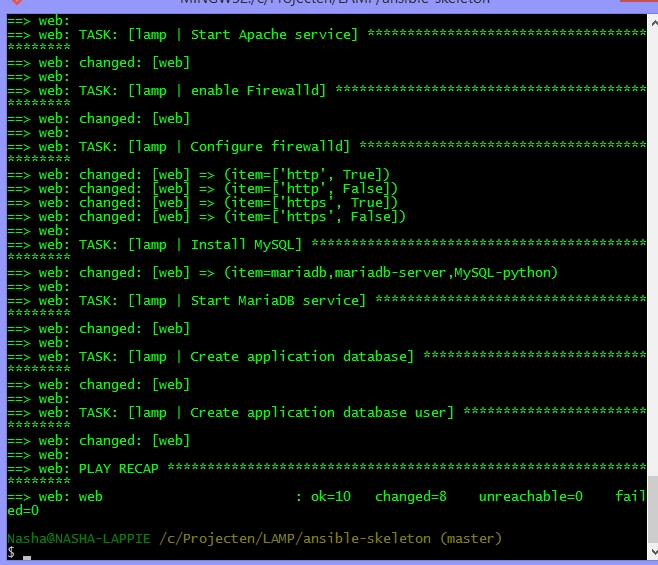 MINGW32:/c/Projecten/LAMP/ansible-skeleton
==> web:
==> web: TASK: [lamp | Start Apache service] ***********************************
********
==> web: changed: [web]
==> web:
==> web: TASK: [lamp | enable Firewalld] ***************************************
********
==> web: changed: [web]
==> web:
==> web: TASK: [lamp | Configure firewalld] ************************************
********
==> web: changed: [web] => (item=['http', True])
==> web: changed: [web] => (item=['http', False])
==> web: changed: [web] => (item=['https', True])
==> web: changed: [web] => (item=['https', False])
==> web:
==> web: TASK: [lamp | Install MySQL] ******************************************
********
==> web: changed: [web] => (item=mariadb,mariadb-server,MySQL-python)
==> web:
==> web: TASK: [lamp | Start MariaDB service] **********************************
********
==> web: changed: [web]
==> web:
==> web: TASK: [lamp | Create application database] ****************************
********
==> web: changed: [web]
==> web:
==> web: TASK: [lamp | Create application database user] ***********************
********
==> web: changed: [web]
==> web:
==> web: PLAY RECAP ************************************************************
********
==> web: web                        : ok=10   changed=8    unreachable=0    fail
ed=0
Nasha@NASHA-LAPPIE /c/Projecten/LAMP/ansible-skeleton (master)
$